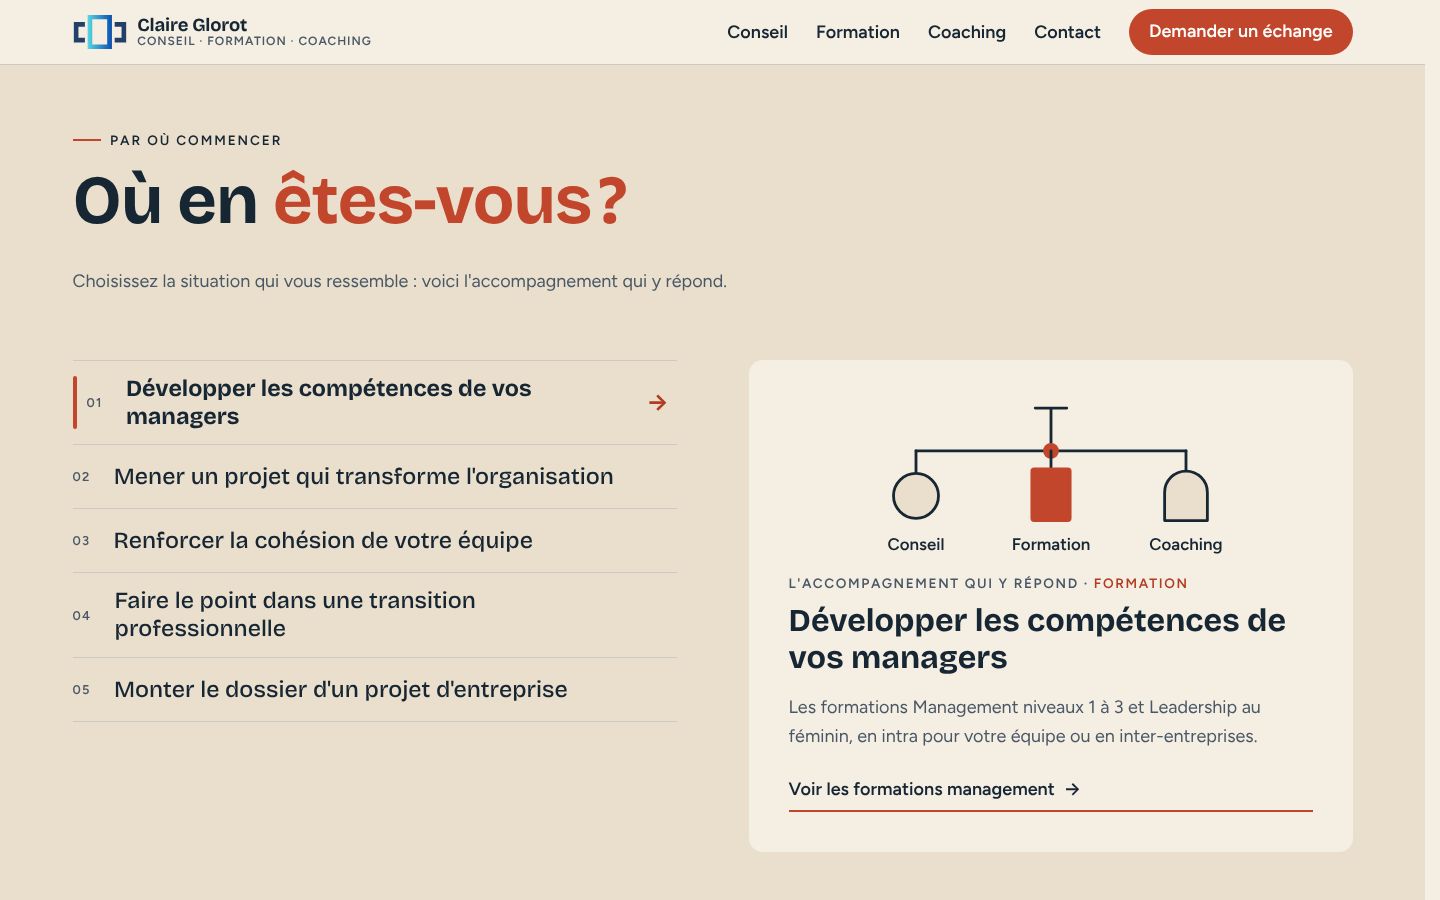 Claire Glorot
CONSEIL · FORMATION · COACHING
Conseil
Formation
Coaching
Contact
Demander un échange
PAR OÙ COMMENCER
Où en êtes-vous ?
Choisissez la situation qui vous ressemble : voici l'accompagnement qui y répond.
01
Développer les compétences de vos
managers
→
02
Mener un projet qui transforme l'organisation
03
Renforcer la cohésion de votre équipe
04
Faire le point dans une transition
professionnelle
05
Monter le dossier d'un projet d'entreprise
Conseil
Formation
Coaching
L'ACCOMPAGNEMENT QUI Y RÉPOND · FORMATION
Développer les compétences de
vos managers
Les formations Management niveaux 1 à 3 et Leadership au
féminin, en intra pour votre équipe ou en inter-entreprises.
Voir les formations management →